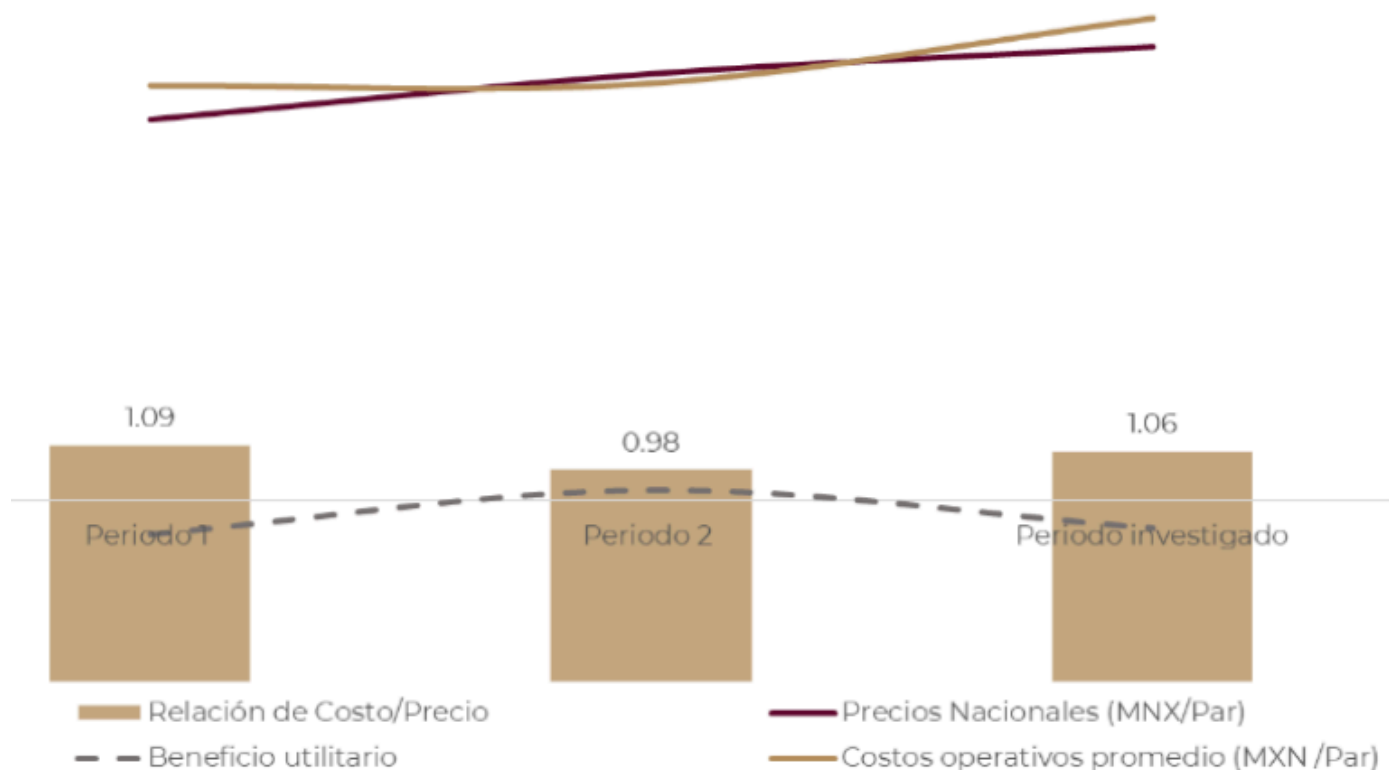 1.09
0.98
1.06
Periodo 1
Periodo 2
Periodo investigado
Relación de Costo/Precio
Precios Nacionales (MNX/Par)
Beneficio utilitario
Costos operativos promedio (MXN /Par)